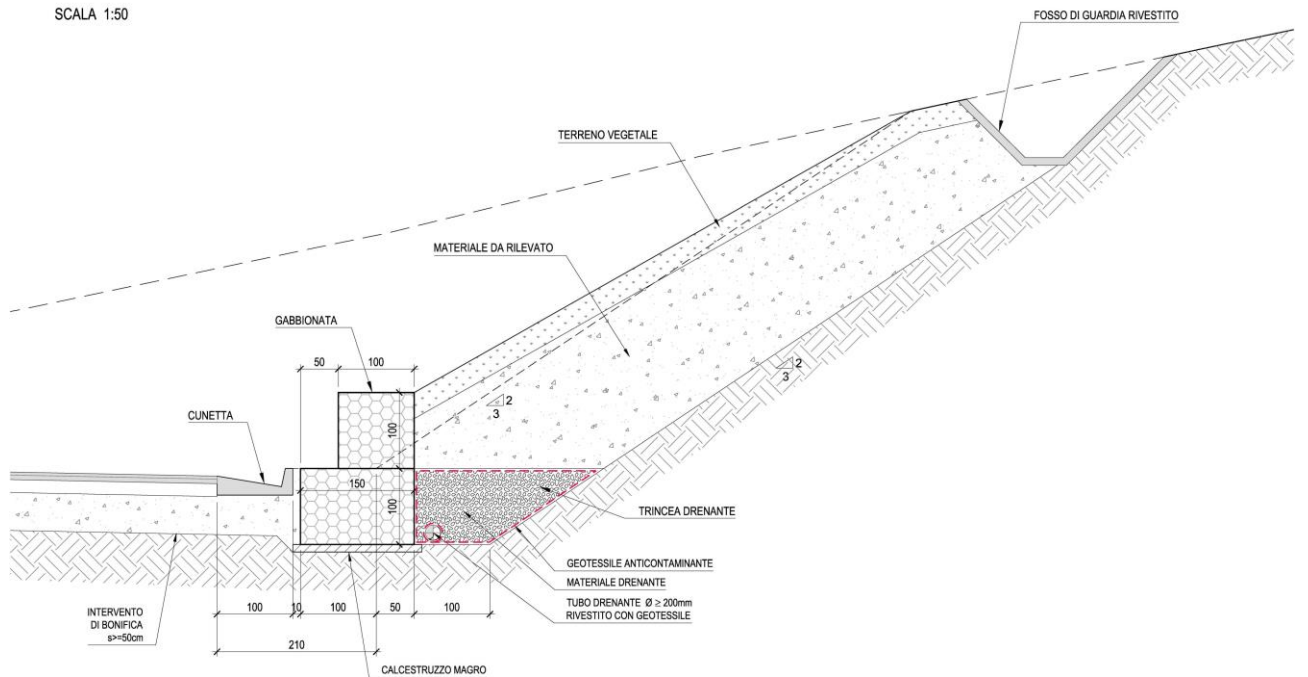 SCALA 1:50
FOSSO DI GUARDIA RIVESTITO
TERRENO VEGETALE
MATERIALE DA RILEVATO
GABBIONATA
50
100
2
3
2
3
CUNETTA
100
150
100
TRINCEA DRENANTE
GEOTESSILE ANTICONTAMINANTE
MATERIALE DRENANTE
TUBO DRENANTE Ø ≥ 200mm
RIVESTITO CON GEOTESSILE
INTERVENTO
DI BONIFICA
s>=50cm
100
10
100
50
100
210
CALCESTRUZZO MAGRO